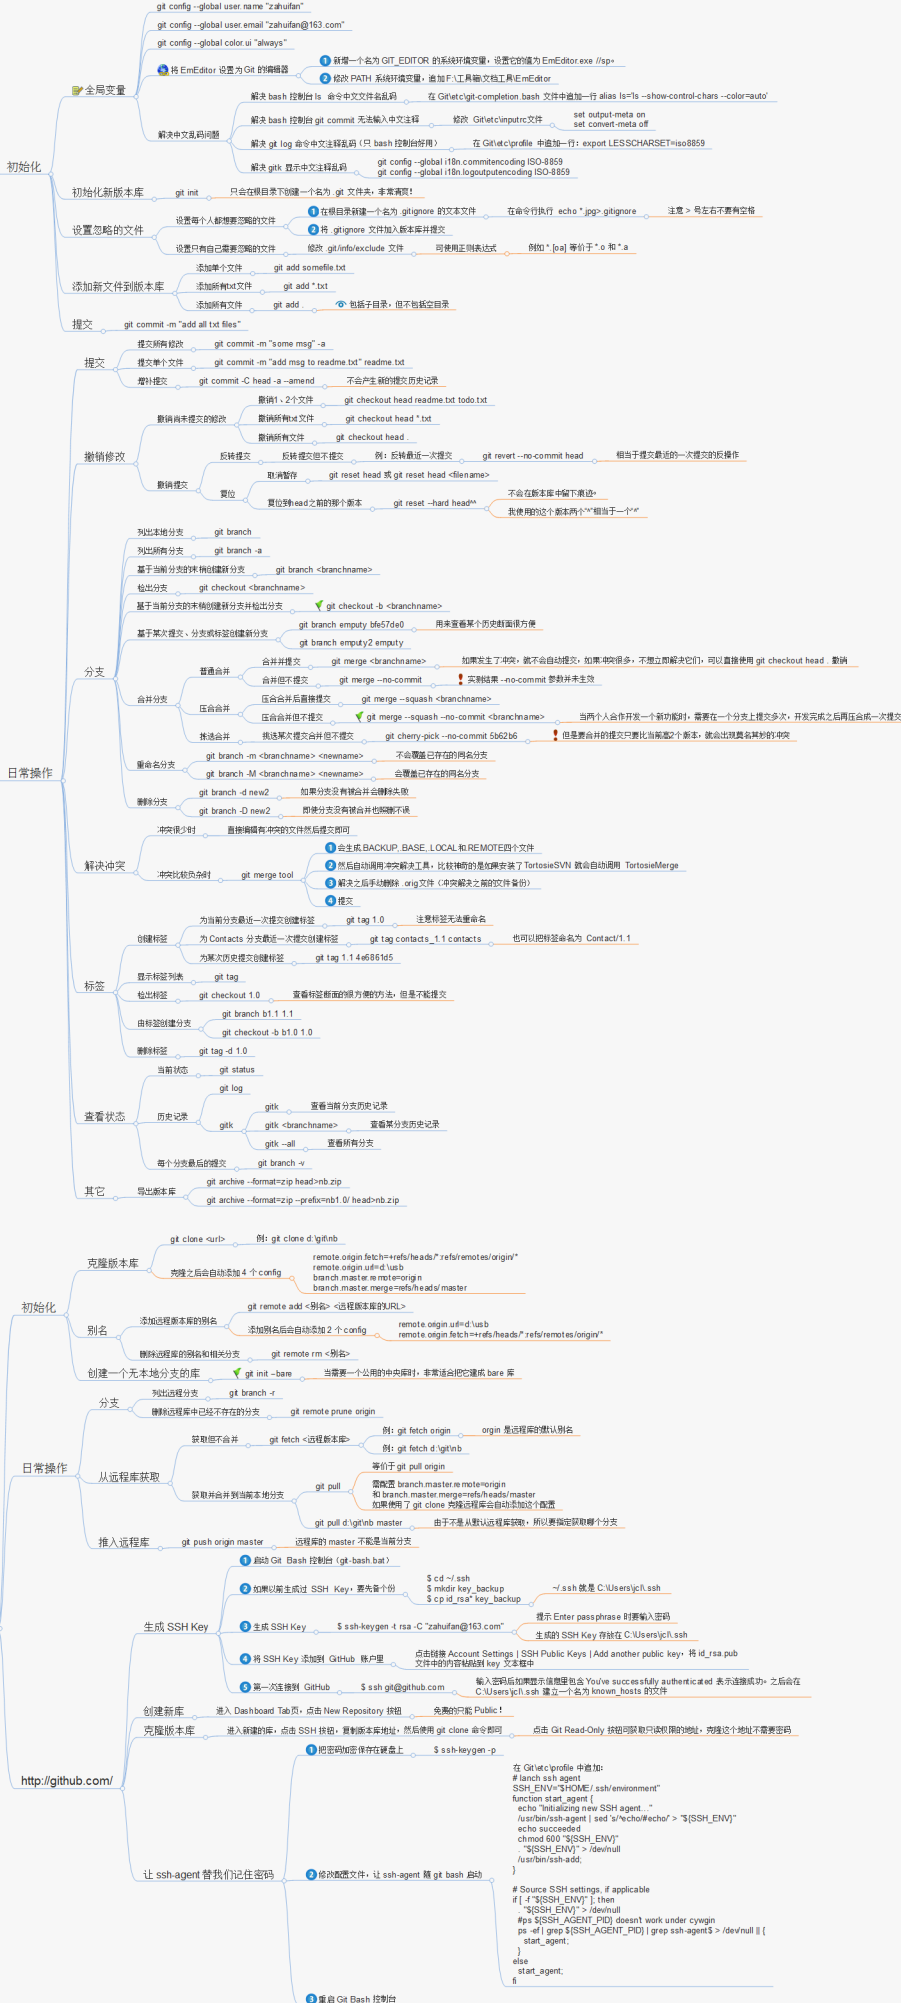 git config --global user.name "zahuifan"
git config --global user.email "zahuifan@163.com"
git config --global color.ui "always"
全局变量
将 EmEditor 设置为 Git 的编辑器
1 新增一个名为 GIT_EDITOR 的系统环境变量，设置它的值为 EmEditor.exe //sp。
2 修改 PATH 系统环境变量，追加 F:\工具箱\文档工具\EmEditor
解决中文乱码问题
解决 bash 控制台 ls 命令中文文件名乱码
在 Git\etc\git-completion.bash 文件中追加一行 alias ls='ls --show-control-chars --color=auto'
解决 bash 控制台 git commit 无法输入中文注释
修改 Git\etc\inputrc文件
set output-meta on
set convert-meta off
解决 git log 命令中文注释乱码（只 bash 控制台好用）
在 Git\etc\profile 中追加一行：export LESSCHARSET=iso8859
解决 gitk 显示中文注释乱码
git config --global i18n.commitencoding ISO-8859
git config --global i18n.logoutputencoding ISO-8859
初始化
初始化新版本库
git init
只会在根目录下创建一个名为 .git 文件夹，非常清爽！
设置忽略的文件
设置每个人都想要忽略的文件
1 在根目录新建一个名为 .gitignore 的文本文件
在命令行执行 echo *.jpg>.gitignore
注意 > 号左右不要有空格
2 将 .gitignore 文件加入版本库并提交
设置只有自己需要忽略的文件
修改 .git/info/exclude 文件
可使用正则表达式
例如 *.[oa] 等价于 *.o 和 *.a
添加新文件到版本库
添加单个文件
git add somefile.txt
添加所有txt文件
git add *.txt
添加所有文件
git add .
包括子目录，但不包括空目录
提交
git commit -m "add all txt files"
提交
提交所有修改
git commit -m "some msg" -a
提交单个文件
git commit -m "add msg to readme.txt" readme.txt
增补提交
git commit -C head -a --amend
不会产生新的提交历史记录
撤销修改
撤销尚未提交的修改
撤销1、2个文件
git checkout head readme.txt todo.txt
撤销所有txt文件
git checkout head *.txt
撤销所有文件
git checkout head .
撤销提交
反转提交
反转提交但不提交
例：反转最近一次提交
git revert --no-commit head
相当于提交最近的一次提交的反操作
复位
取消暂存
git reset head 或 git reset head <filename>
复位到head之前的那个版本
git reset --hard head^^
不会在版本库中留下痕迹。
我使用的这个版本两个"^"相当于一个"^"
日常操作
分支
列出本地分支
git branch
列出所有分支
git branch -a
基于当前分支的末梢创建新分支
git branch <branchname>
检出分支
git checkout <branchname>
基于当前分支的末梢创建新分支并检出分支
git checkout -b <branchname>
基于某次提交、分支或标签创建新分支
git branch emputy bfe57de0
用来查看某个历史断面很方便
git branch emputy2 emputy
合并分支
普通合并
合并并提交
git merge <branchname>
如果发生了冲突，就不会自动提交，如果冲突很多，不想立即解决它们，可以直接使用 git checkout head . 撤销
合并但不提交
git merge --no-commit
实测结果 --no-commit 参数并未生效
压合合并
压合合并后直接提交
git merge --squash <branchname>
压合合并但不提交
git merge --squash --no-commit <branchname>
当两个人合作开发一个新功能时，需要在一个分支上提交多次，开发完成之后再压合成一次提交
拣选合并
挑选某次提交合并但不提交
git cherry-pick --no-commit 5b62b6
但是要合并的提交只要比当前高2个版本，就会出现莫名其妙的冲突
重命名分支
git branch -m <branchname> <newname>
不会覆盖已存在的同名分支
git branch -M <branchname> <newname>
会覆盖已存在的同名分支
删除分支
git branch -d new2
如果分支没有被合并会删除失败
git branch -D new2
即使分支没有被合并也照删不误
解决冲突
冲突很少时
直接编辑有冲突的文件然后提交即可
冲突比较复杂时
git merge tool
1 会生成.BACKUP, BASE, LOCAL和.REMOTE四个文件
2 然后自动调用冲突解决工具，比较神奇的是如果安装了TortosieSVN 就会自动调用 TortosieMerge
3 解决之后手动删除 .orig文件（冲突解决之前的文件备份）
4 提交
标签
创建标签
为当前分支最近一次提交创建标签
git tag 1.0
注意标签无法重命名
为 Contacts 分支最近一次提交创建标签
git tag contacts_1.1 contacts
也可以把标签命名为 Contact/1.1
为某次历史提交创建标签
git tag 1.1 4e6861d5
显示标签列表
git tag
检出标签
git checkout 1.0
查看标签断面的很方便的方法，但是不能提交
由标签创建分支
git branch b1.1 1.1
git checkout -b b1.0 1.0
删除标签
git tag -d 1.0
查看状态
当前状态
git status
历史记录
git log
gitk
gitk
查看当前分支历史记录
gitk <branchname>
查看某分支历史记录
gitk --all
查看所有分支
每个分支最后的提交
git branch -v
其它
导出版本库
git archive --format=zip head>nb.zip
git archive --format=zip --prefix=nb1.0/ head>nb.zip
初始化
克隆版本库
git clone <url>
例：git clone d:\git\nb
克隆之后会自动添加 4 个 config
remote.origin.fetch=+refs/heads/*:refs/remotes/origin/*
remote.origin.url=d:\usb
branch.master.remote=origin
branch.master.merge=refs/heads/master
别名
添加远程版本库的别名
git remote add <别名> <远程版本库的URL>
添加别名后会自动添加 2 个 config
remote.origin.url=d:\usb
remote.origin.fetch=+refs/heads/*:refs/remotes/origin/*
删除远程库的别名和相关分支
git remote rm <别名>
创建一个无本地分支的库
git init --bare
当需要一个公用的中央库时，非常适合把它建成 bare 库
日常操作
分支
列出远程分支
git branch -r
删除远程库中已经不存在的分支
git remote prune origin
从远程库获取
获取但不合并
git fetch <远程版本库>
例：git fetch origin
orgin 是远程库的默认别名
例：git fetch d:\git\nb
获取并合并到当前本地分支
git pull
等价于 git pull origin
需配置 branch.master.remote=origin
和 branch.master.merge=refs/heads/master
如果使用了 git clone 克隆远程库会自动添加这个配置
git pull d:\git\nb master
由于不是从默认远程库获取，所以要指定获取哪个分支
推入远程库
git push origin master
远程库的 master 不能是当前分支
http://github.com/
生成 SSH Key
1 启动 Git Bash 控制台（git-bash.bat）
2 如果以前生成过 SSH Key，要先备个份
$ cd ~/.ssh
$ mkdir key_backup
$ cp id_rsa* key_backup
~/.ssh 就是 C:\Users\jcl\.ssh
3 生成 SSH Key
$ ssh-keygen -t rsa -C "zahuifan@163.com"
提示 Enter passphrase 时要输入密码
生成的 SSH Key 存放在 C:\Users\jcl\.ssh
4 将 SSH Key 添加到 GitHub 账户里
点击链接 Account Settings | SSH Public Keys | Add another public key，将 id_rsa.pub
文件中的内容粘贴到 key 文本框中
5 第一次连接到 GitHub
$ ssh git@github.com
输入密码后如果显示信息里包含 You've successfully authenticated 表示连接成功。之后会在
C:\Users\jcl\.ssh 建立一个名为 known_hosts 的文件
创建新库
进入 Dashboard Tab页，点击 New Repository 按钮
免费的只能 Public！
克隆版本库
进入新建的库，点击 SSH 按钮，复制版本库地址，然后使用 git clone 命令即可
点击 Git Read-Only 按钮可获取只读权限的地址，克隆这个地址不需要密码
让 ssh-agent 替我们记住密码
1 把密码加密保存在硬盘上
$ ssh-keygen -p
2 修改配置文件，让 ssh-agent 随 git bash 启动
在 Git\etc\profile 中追加：
# lanch ssh agent
SSH_ENV="$HOME/.ssh/environment"
function start_agent {
echo "Initializing new SSH agent..."
/usr/bin/ssh-agent | sed 's/^echo/#echo/' > "${SSH_ENV}"
echo succeeded
chmod 600 "${SSH_ENV}"
. "${SSH_ENV}" > /dev/null
/usr/bin/ssh-add;
}
# Source SSH settings, if applicable
if [ -f "${SSH_ENV}" ]; then
. "${SSH_ENV}" > /dev/null
#ps ${SSH_AGENT_PID} doesn't work under cywgin
ps -ef | grep ${SSH_AGENT_PID} | grep ssh-agent$ > /dev/null || {
start_agent;
}
else
start_agent;
fi
3 重启 Git Bash 控制台